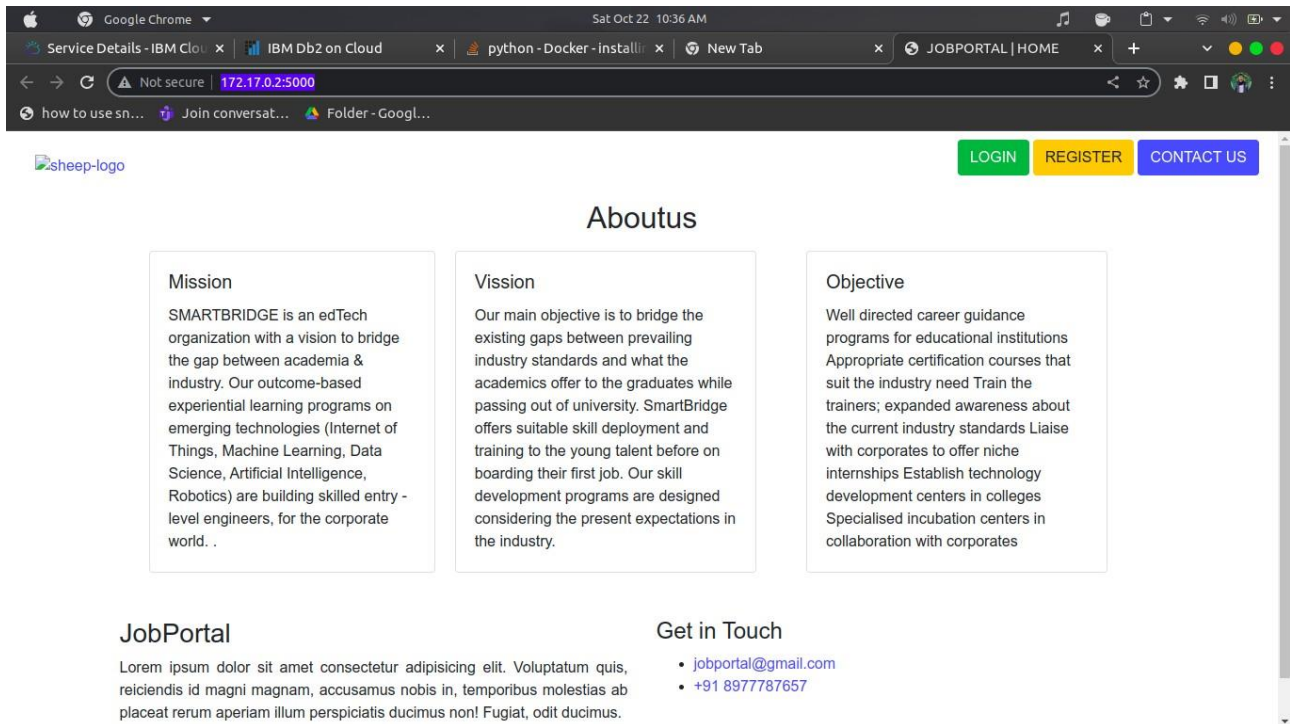 Google Chrome
Sat Oct 22 10:36 AM
Service Details - IBM Clou
IBM Db2 on Cloud
python - Docker - installin
New Tab
JOBPORTAL | HOME
Not secure | 172.17.0.2:5000
how to use sn...
Join conversat...
Folder - Googl...
sheep-logo
LOGIN
REGISTER
CONTACT US
Aboutus
Mission
SMARTBRIDGE is an edTech
organization with a vision to bridge
the gap between academia &
industry. Our outcome-based
experiential learning programs on
emerging technologies (Internet of
Things, Machine Learning, Data
Science, Artificial Intelligence,
Robotics) are building skilled entry -
level engineers, for the corporate
world. .
Vission
Our main objective is to bridge the
existing gaps between prevailing
industry standards and what the
academics offer to the graduates while
passing out of university. SmartBridge
offers suitable skill deployment and
training to the young talent before on
boarding their first job. Our skill
development programs are designed
considering the present expectations in
the industry.
Objective
Well directed career guidance
programs for educational institutions
Appropriate certification courses that
suit the industry need Train the
trainers; expanded awareness about
the current industry standards Liaise
with corporates to offer niche
internships Establish technology
development centers in colleges
Specialised incubation centers in
collaboration with corporates
JobPortal
Lorem ipsum dolor sit amet consectetur adipisicing elit. Voluptatum quis,
reiciendis id magni magnam, accusamus nobis in, temporibus molestias ab
placeat rerum aperiam illum perspiciatis ducimus non! Fugiat, odit ducimus.
Get in Touch
jobportal@gmail.com
+91 8977787657